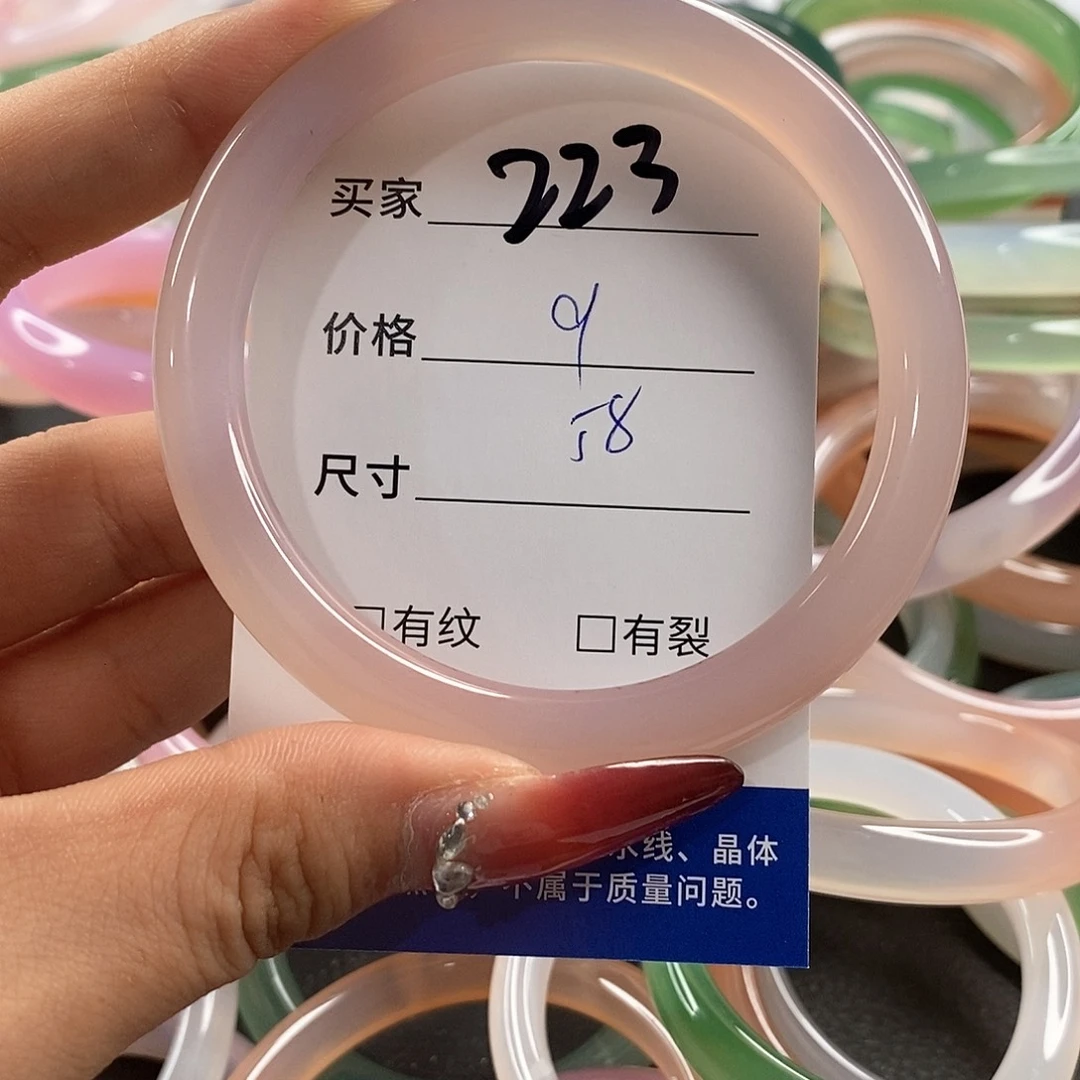 买家 223
价格 9
58
尺寸
□有纹 □有裂
水线、晶体
不属于质量问题。